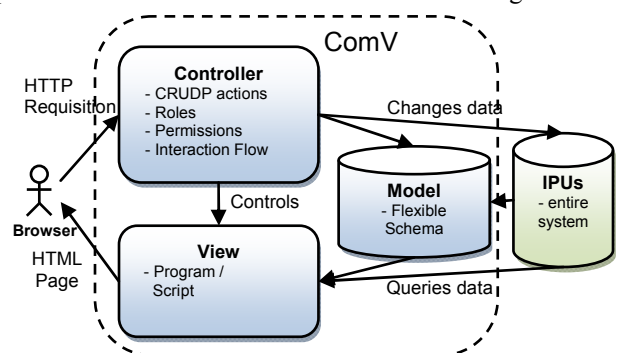 ComV
HTTP
Requisition
Controller
- CRUDP actions
- Roles
- Permissions
- Interaction Flow
Changes data
Model
- Flexible
Schema
IPUs
- entire
system
Browser
Controls
HTML
Page
View
- Program /
Script
Queries data